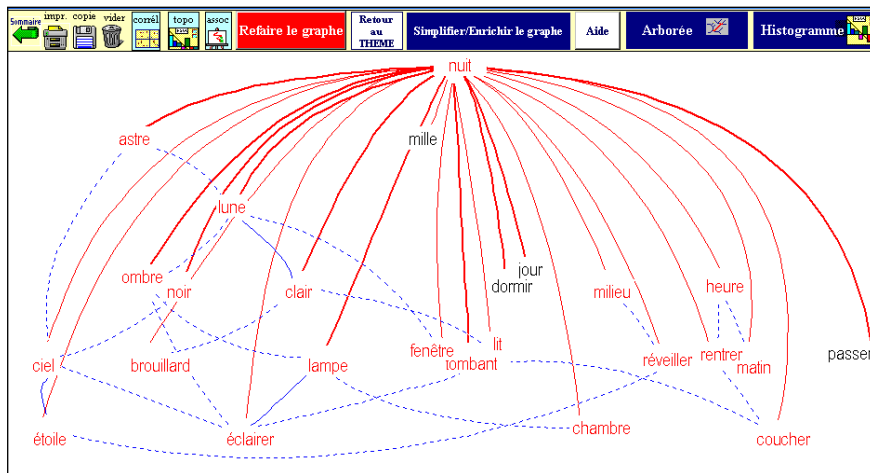 Sommaire impr. copie vider corrél topo assoc Refaire le graphe Retour au THEME Simplifier/Enrichir le graphe Aide Arborée Histogramme
nuit
astre mille
lune
ombre noir clair jour dormir milieu heure
ciel brouillard lampe fenêtre tombant lit réveiller rentrer matin passer
étoile éclairer chambre coucher